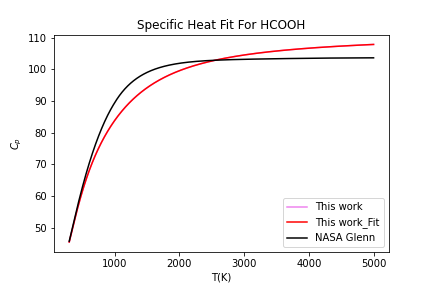 Specific Heat Fit For HCOOH
110
100
90
80
70
60
50
C_p
1000
2000
3000
4000
5000
T(K)
This work
This work_Fit
NASA Glenn